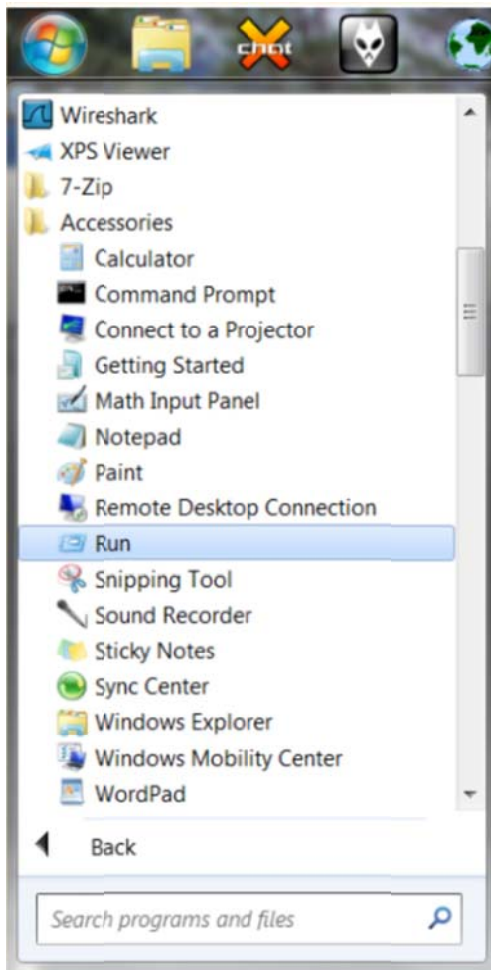 chat
Wireshark
XPS Viewer
7-Zip
Accessories
Calculator
Command Prompt
Connect to a Projector
Getting Started
Math Input Panel
Notepad
Paint
Remote Desktop Connection
Run
Snipping Tool
Sound Recorder
Sticky Notes
Sync Center
Windows Explorer
Windows Mobility Center
WordPad
Back
Search programs and files